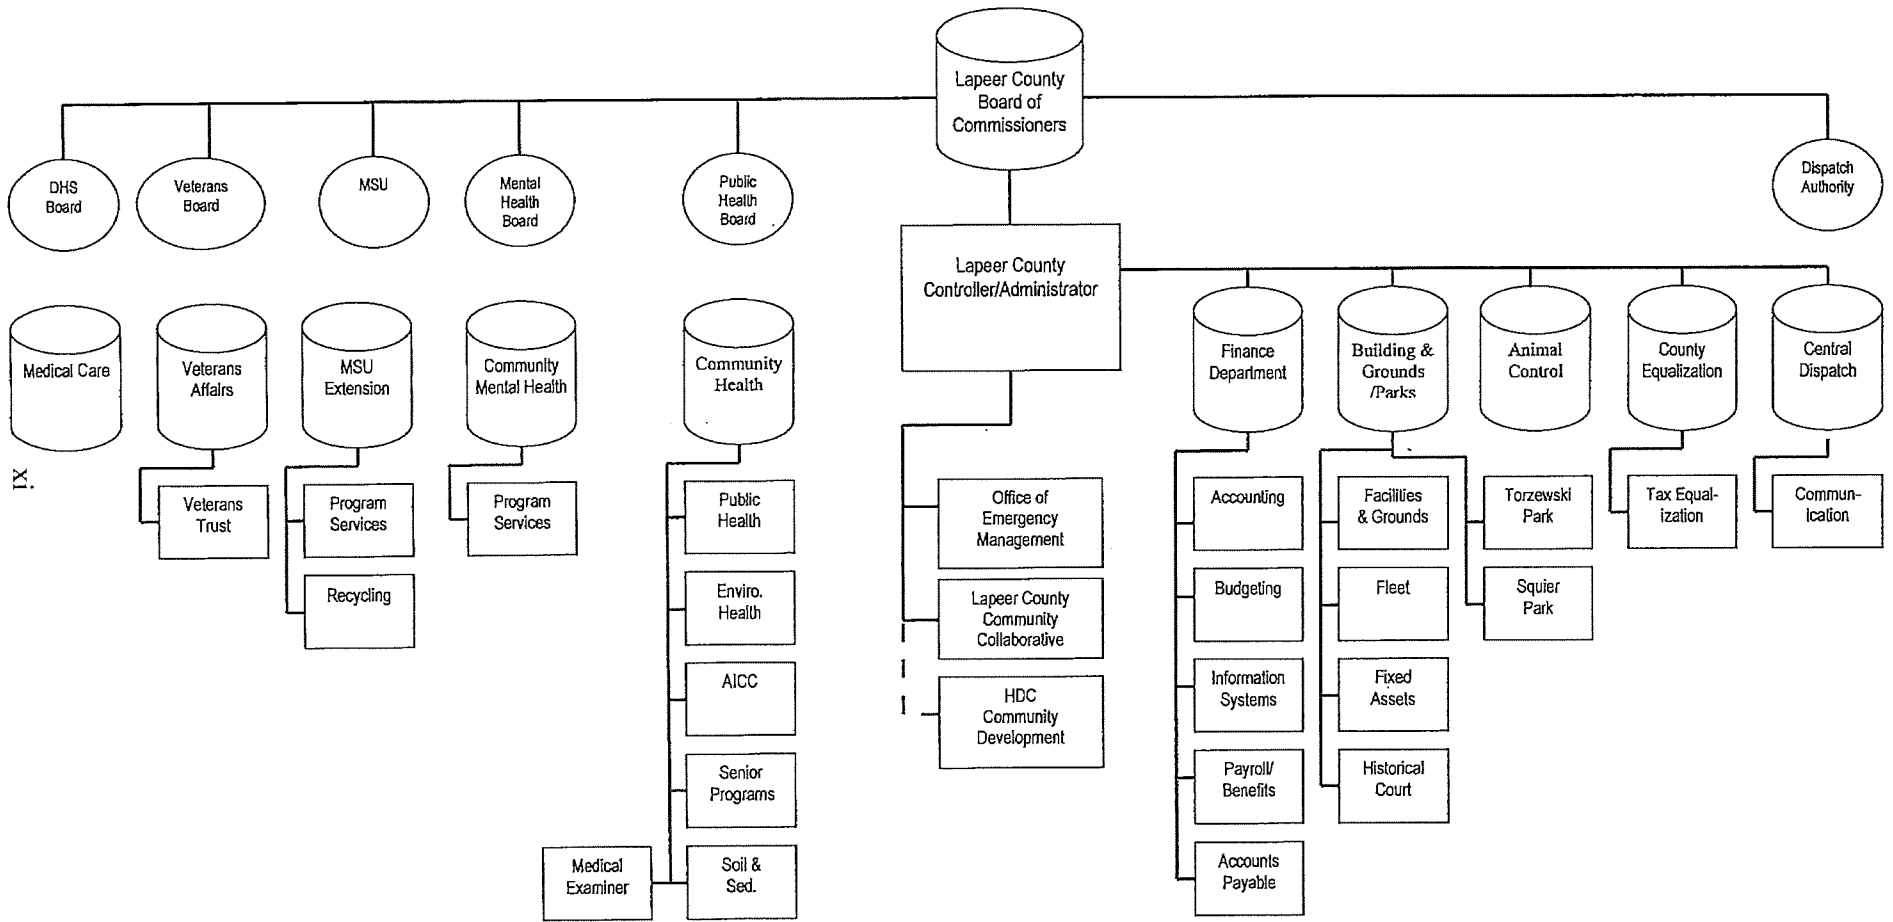 Lapeer County
Board of
Commissioners
DHS
Board
Veterans
Board
MSU
Mental
Health
Board
Public
Health
Board
Dispatch
Authority
Lapeer County
Controller/Administrator
Medical Care
Veterans
Affairs
MSU
Extension
Community
Mental Health
Community
Health
Finance
Department
Building &
Grounds
/Parks
Animal
Control
County
Equalization
Central
Dispatch
xi
Veterans
Trust
Program
Services
Recycling
Program
Services
Public
Health
Enviro.
Health
AICC
Senior
Programs
Medical
Examiner
Soil &
Sed.
Office of
Emergency
Management
Lapeer County
Community
Collaborative
HDC
Community
Development
Accounting
Budgeting
Information
Systems
Payroll/
Benefits
Accounts
Payable
Facilities
& Grounds
Fleet
Fixed
Assets
Historical
Court
Torzewski
Park
Squier
Park
Tax Equal-
ization
Commun-
ication